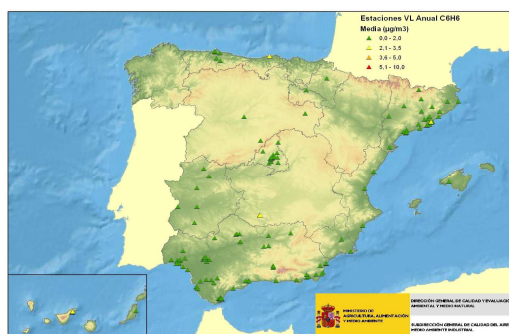 Estaciones VL Anual C6H6
Media (µg/m3)
0,0 - 2,0
2,1 - 3,5
3,6 - 5,0
5,1 - 10,0
MINISTERIO
DE
AGRICULTURA, ALIMENTACIÓN
Y MEDIO AMBIENTE
DIRECCIÓN GENERAL DE CALIDAD Y EVALUACIÓ
AMBIENTAL Y MEDIO NATURAL
SUBDIRECCIÓN GENERAL DE CALIDAD DEL AIRE
MEDIO AMBIENTE INDUSTRIAL